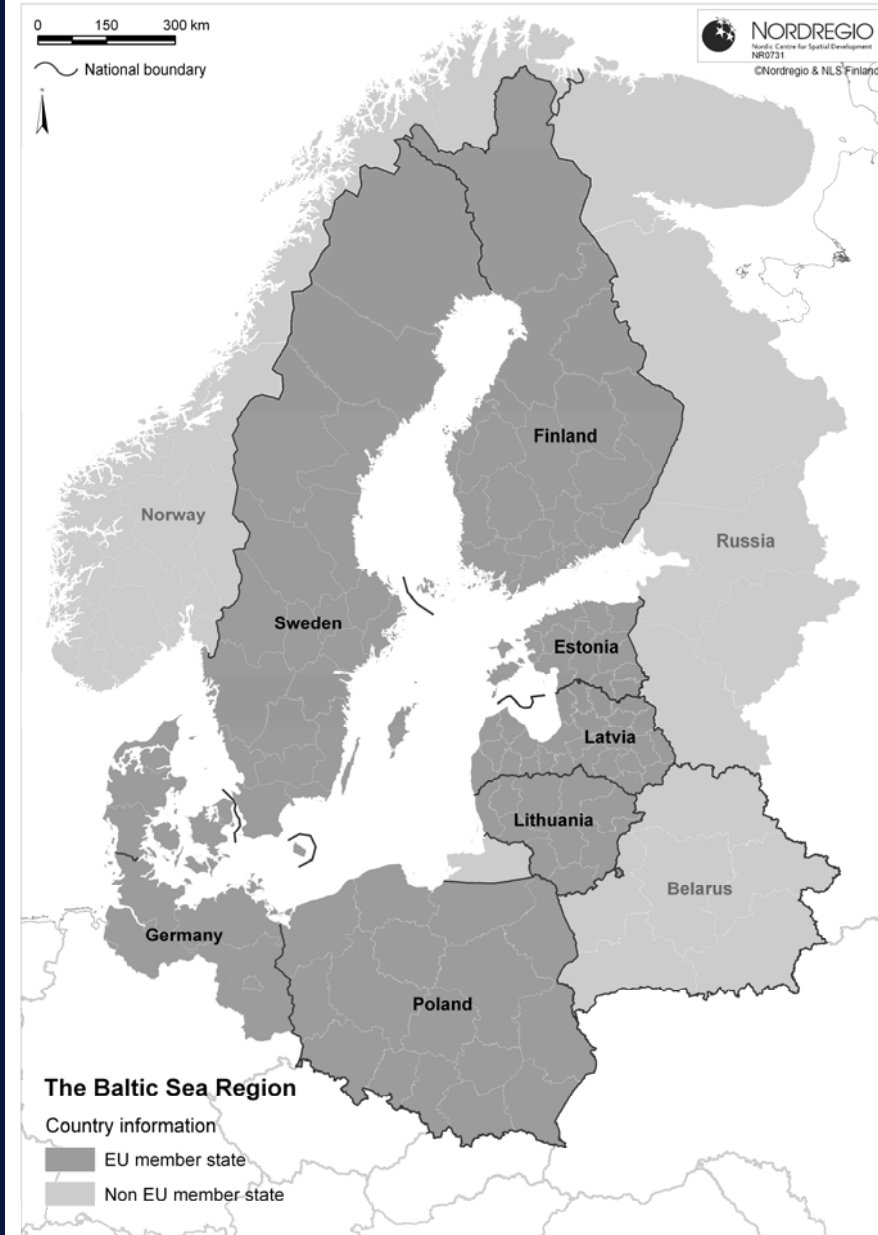 0 150 300 km
National boundary
NORDREGIO
Nordic Centre for Spatial Development
NR0731
©Nordregio & NLS Finland
Finland
Norway
Russia
Sweden
Estonia
Latvia
Lithuania
Belarus
Germany
Poland
The Baltic Sea Region
Country information
EU member state
Non EU member state